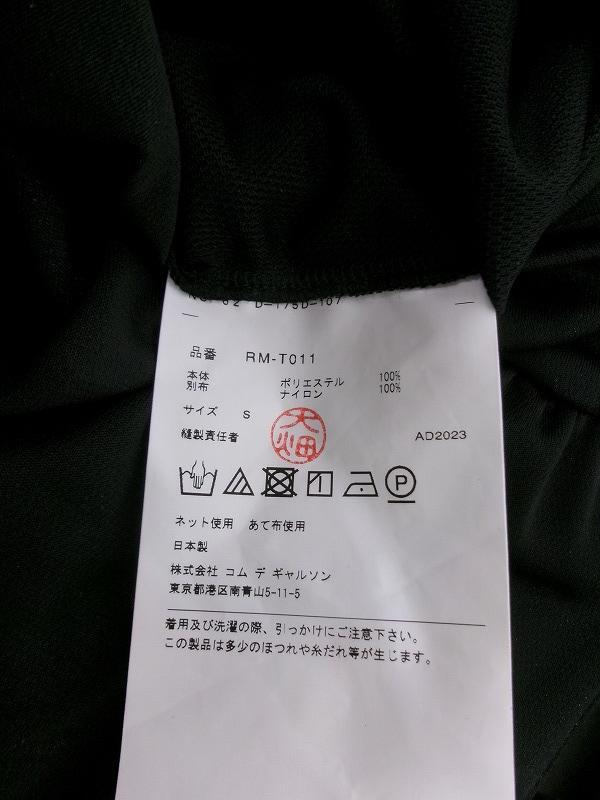 品番 RM-T011
本体 ポリエステル 100%
別布 ナイロン 100%
サイズ S
縫製責任者 大畑 AD2023
P
ネット使用 あて布使用
日本製
株式会社 コム デ ギャルソン
東京都港区南青山5-11-5
着用及び洗濯の際、引っかけにご注意下さい。
この製品は多少のほつれや糸だれ等が生じます。